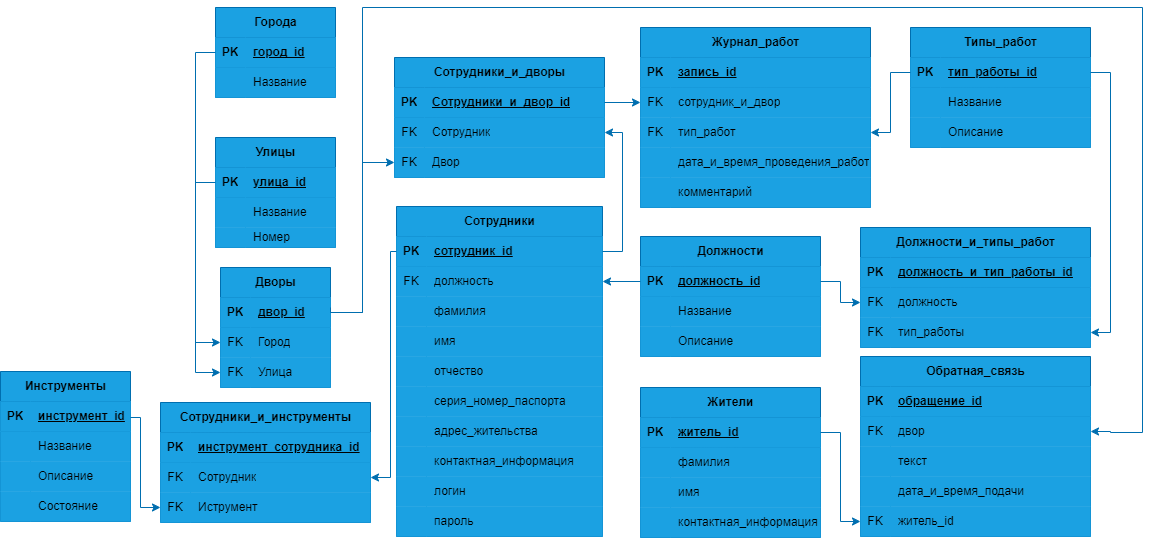 Города
PK город_id
Название
Улицы
PK улица_id
Название
Номер
Дворы
PK двор_id
FK Город
FK Улица
Инструменты
PK инструмент_id
Название
Описание
Состояние
Сотрудники_и_инструменты
PK инструмент_сотрудника_id
FK Сотрудник
FK Иструмент
Сотрудники_и_дворы
PK Сотрудники_и_двор_id
FK Сотрудник
FK Двор
Сотрудники
PK сотрудник_id
FK должность
фамилия
имя
отчество
серия_номер_паспорта
адрес_жительства
контактная_информация
логин
пароль
Журнал_работ
PK запись_id
FK сотрудник_и_двор
FK тип_работ
дата_и_время_проведения_работ
комментарий
Типы_работ
PK тип_работы_id
Название
Описание
Должности
PK должность_id
Название
Описание
Должности_и_типы_работ
PK должность_и_тип_работы_id
FK должность
FK тип_работы
Жители
PK житель_id
фамилия
имя
контактная_информация
Обратная_связь
PK обращение_id
FK двор
текст
дата_и_время_подачи
FK житель_id